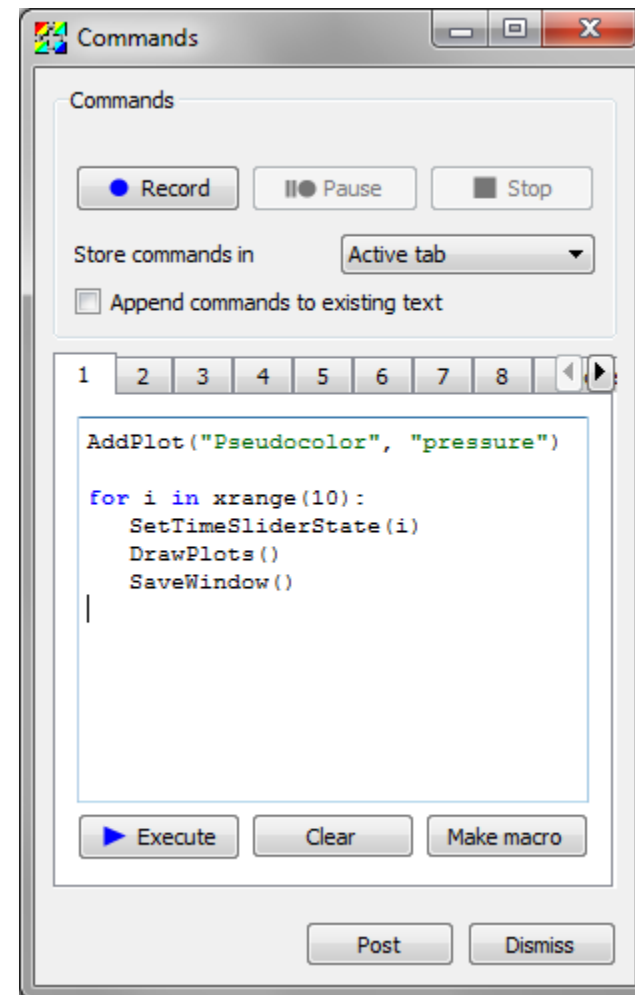 Commands
Commands
Record Pause Stop
Store commands in Active tab
Append commands to existing text
1 2 3 4 5 6 7 8
AddPlot("Pseudocolor", "pressure")
for i in xrange(10):
   SetTimeSliderState(i)
   DrawPlots()
   SaveWindow()
Execute Clear Make macro
Post Dismiss